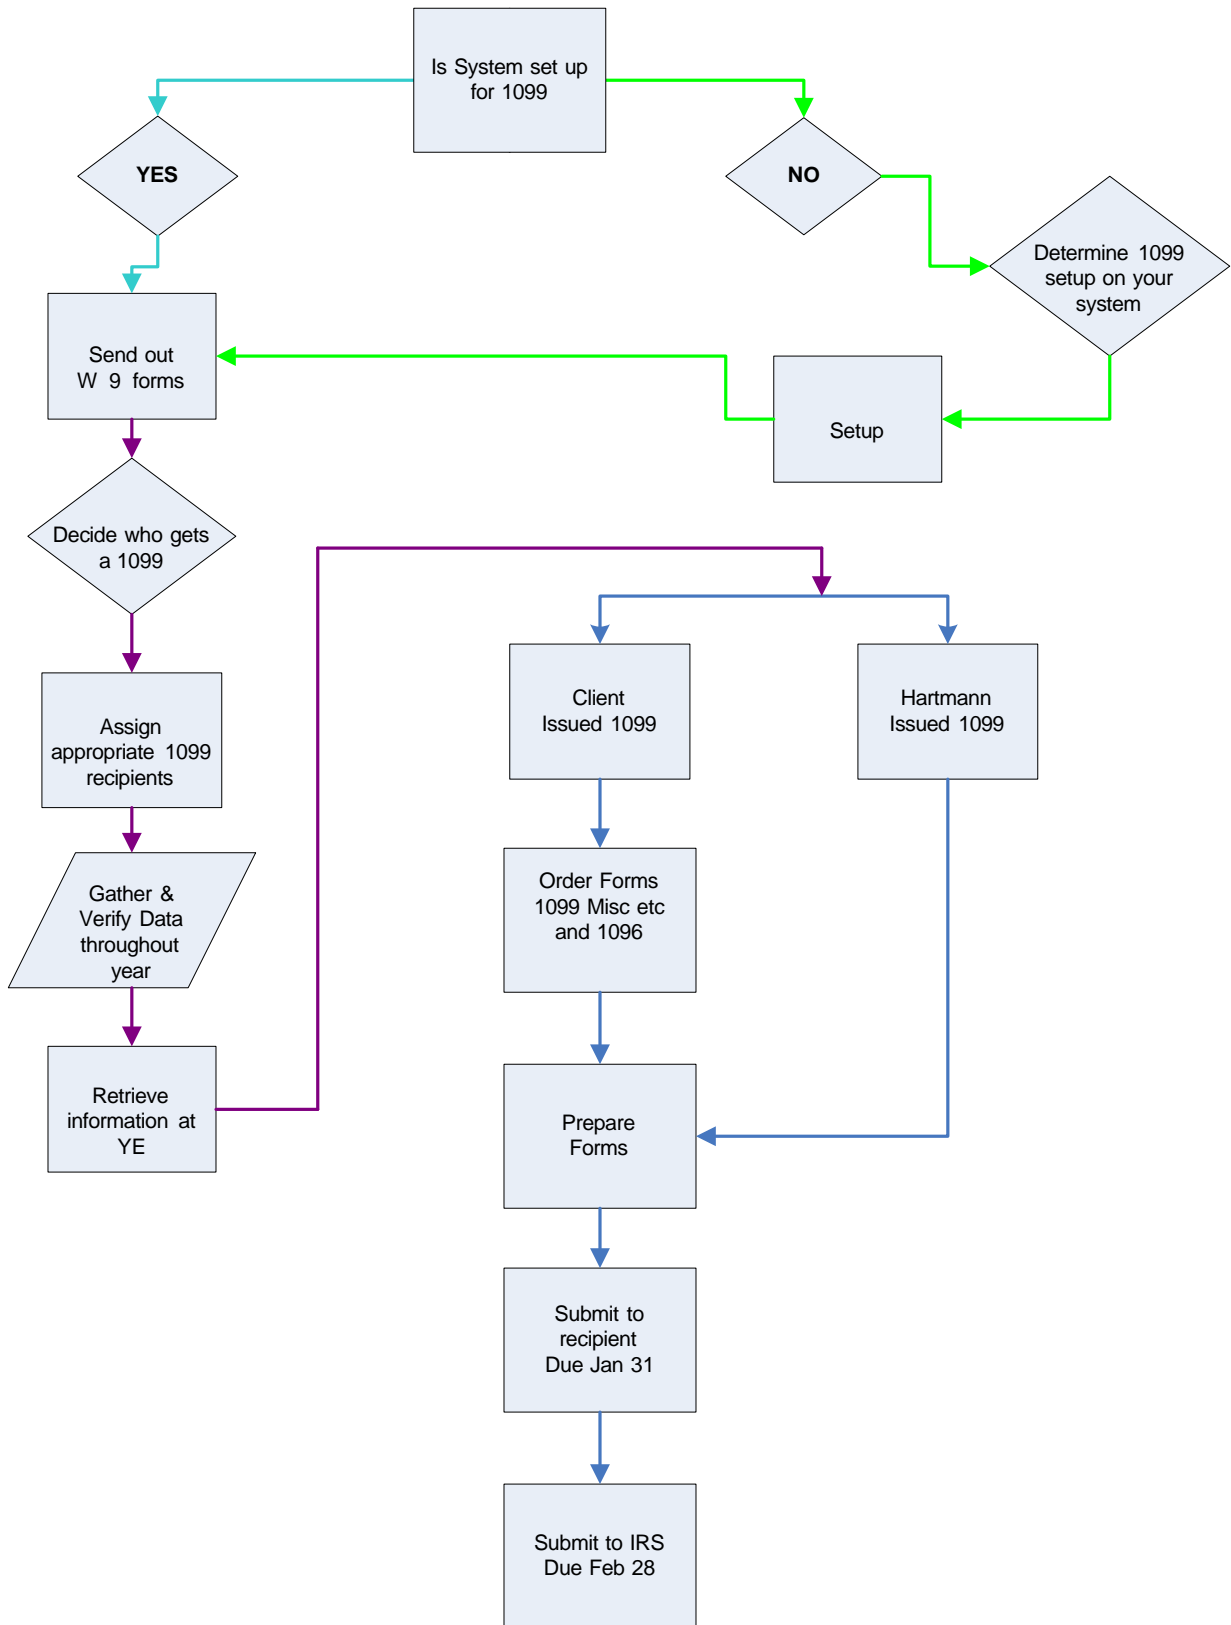 Is System set up
for 1099
YES
NO
Determine 1099
setup on your
system
Send out
W 9 forms
Setup
Decide who gets
a 1099
Assign
appropriate 1099
recipients
Client
Issued 1099
Hartmann
Issued 1099
Gather &
Verify Data
throughout
year
Order Forms
1099 Misc etc
and 1096
Retrieve
information at
YE
Prepare
Forms
Submit to
recipient
Due Jan 31
Submit to IRS
Due Feb 28